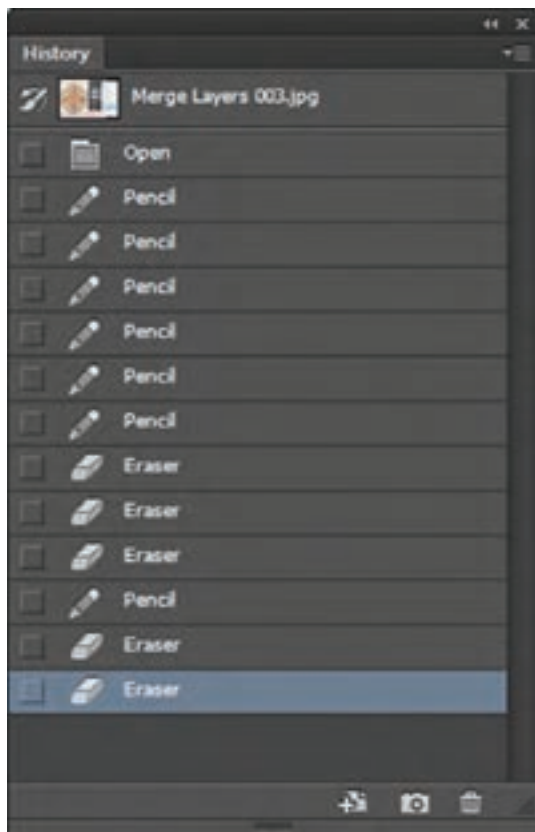 History
Merge Layers 003.jpg
Open
Pencil
Pencil
Pencil
Pencil
Pencil
Pencil
Eraser
Eraser
Eraser
Pencil
Eraser
Eraser